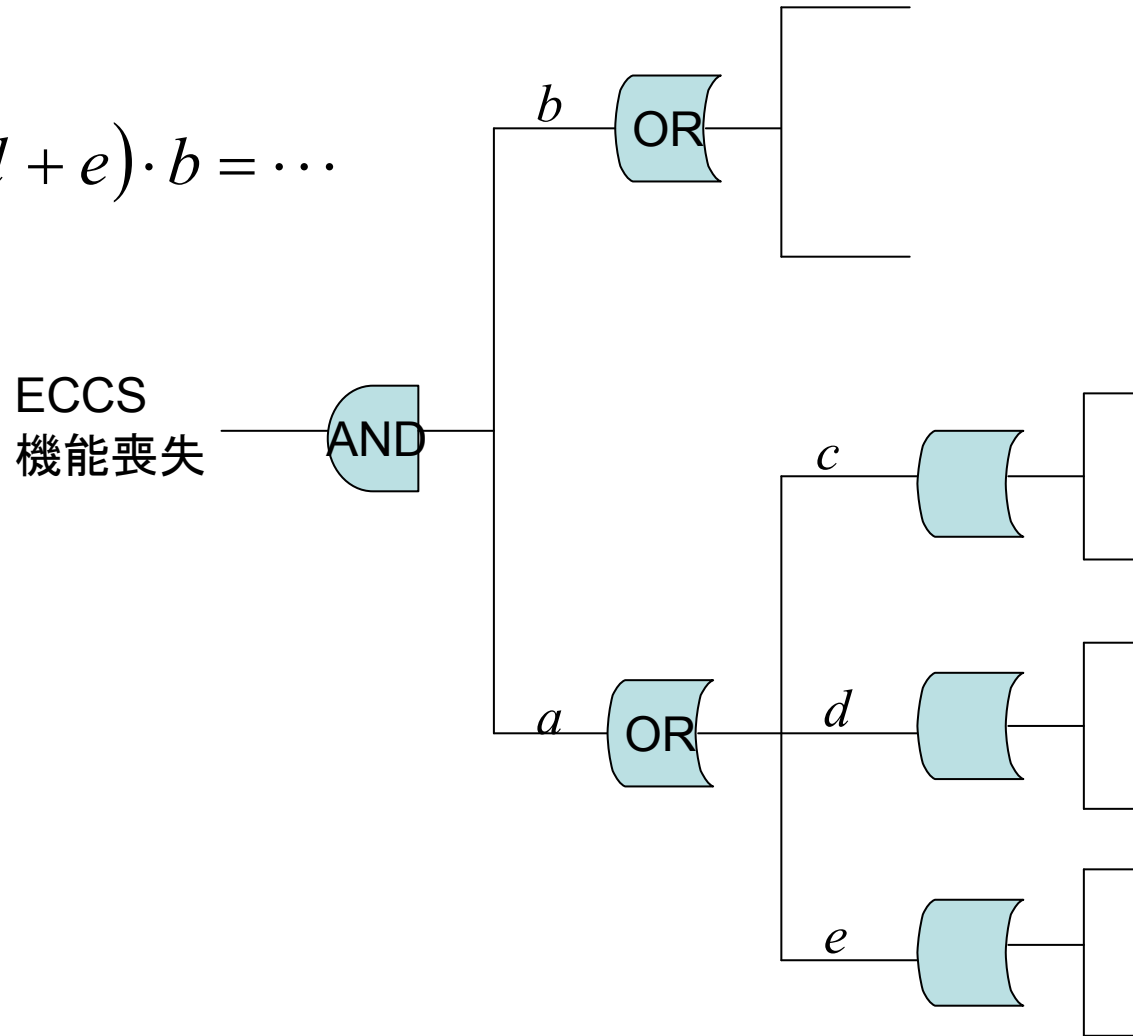 b
OR
+ e) · b = ···
ECCS
機能喪失
AND
c
a
OR
d
e